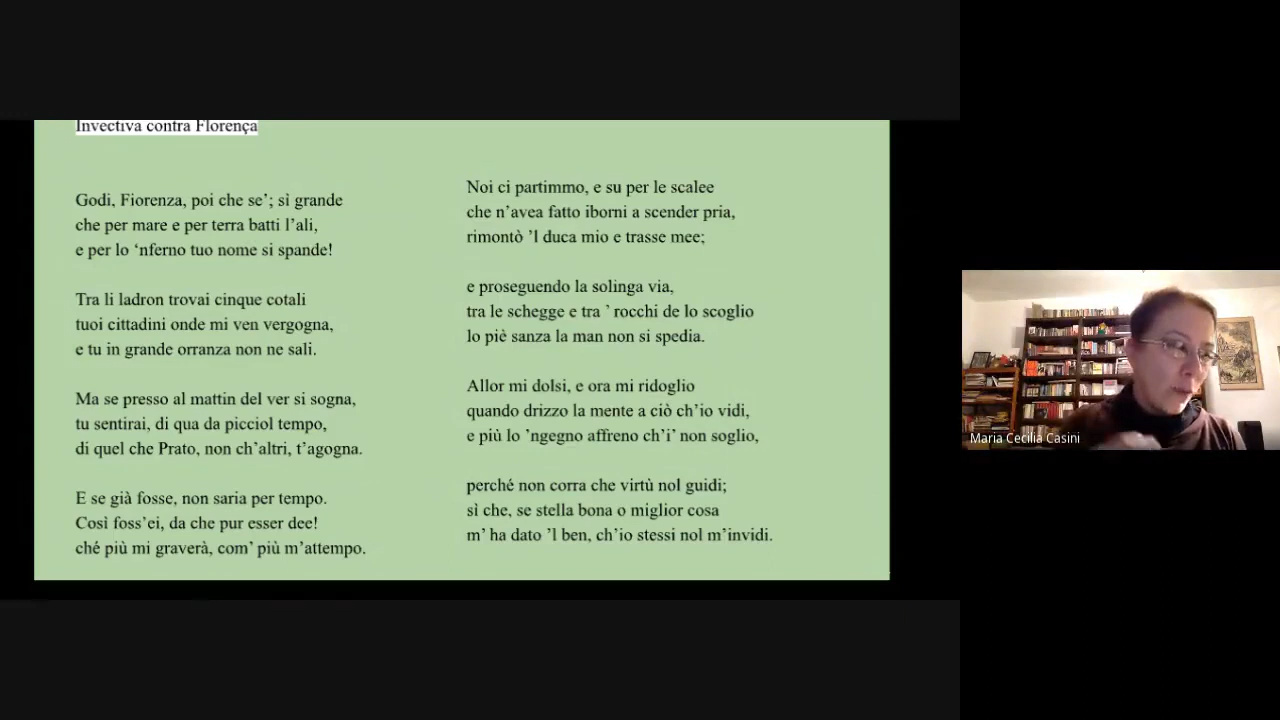 Invectiva contra Florença
Godi, Fiorenza, poi che se’; sì grande
che per mare e per terra batti l’ali,
e per lo ‘nferno tuo nome si spande!
Tra li ladron trovai cinque cotali
tuoi cittadini onde mi ven vergogna,
e tu in grande orranza non ne sali.
Ma se presso al mattin del ver si sogna,
tu sentirai, di qua da picciol tempo,
di quel che Prato, non ch’altri, t’agogna.
E se già fosse, non saria per tempo.
Così foss’ei, da che pur esser dee!
ché più mi graverà, com’ più m’attempo.
Noi ci partimmo, e su per le scalee
che n’avea fatto iborni a scender pria,
rimontò ’l duca mio e trasse mee;
e proseguendo la solinga via,
tra le schegge e tra ’ rocchi de lo scoglio
lo piè sanza la man non si spedia.
Allor mi dolsi, e ora mi ridoglio
quando drizzo la mente a ciò ch’io vidi,
e più lo ’ngegno affreno ch’i’ non soglio,
perché non corra che virtù nol guidi;
sì che, se stella bona o miglior cosa
m’ ha dato ’l ben, ch’io stessi nol m’invidi.
Maria Cecilia Casini